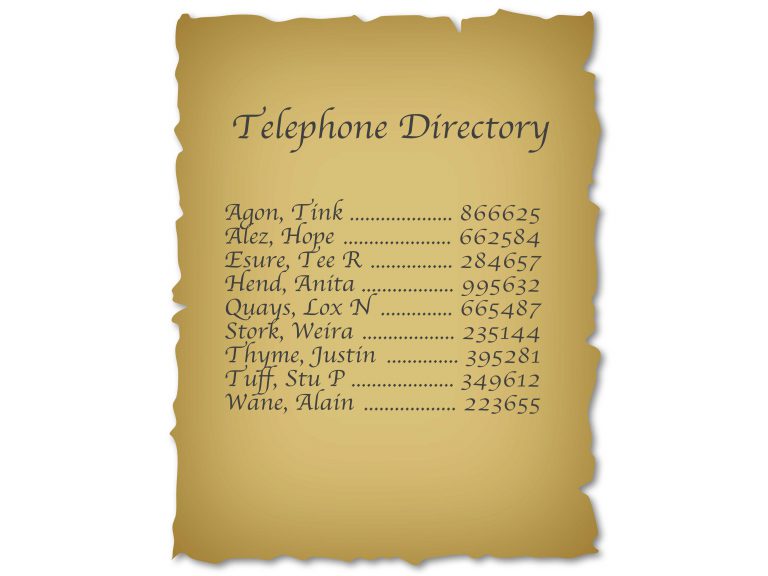 Telephone Directory
Agon, Tink ................... 866625
Alez, Hope .................... 662584
Esure, Tee R ............... 284657
Hend, Anita ................. 995632
Quays, Lox N ............. 665487
Stork, Weira ................. 235144
Thyme, Justin ............. 395281
Tuff, Stu P ................... 349612
Wane, Alain ................. 223655